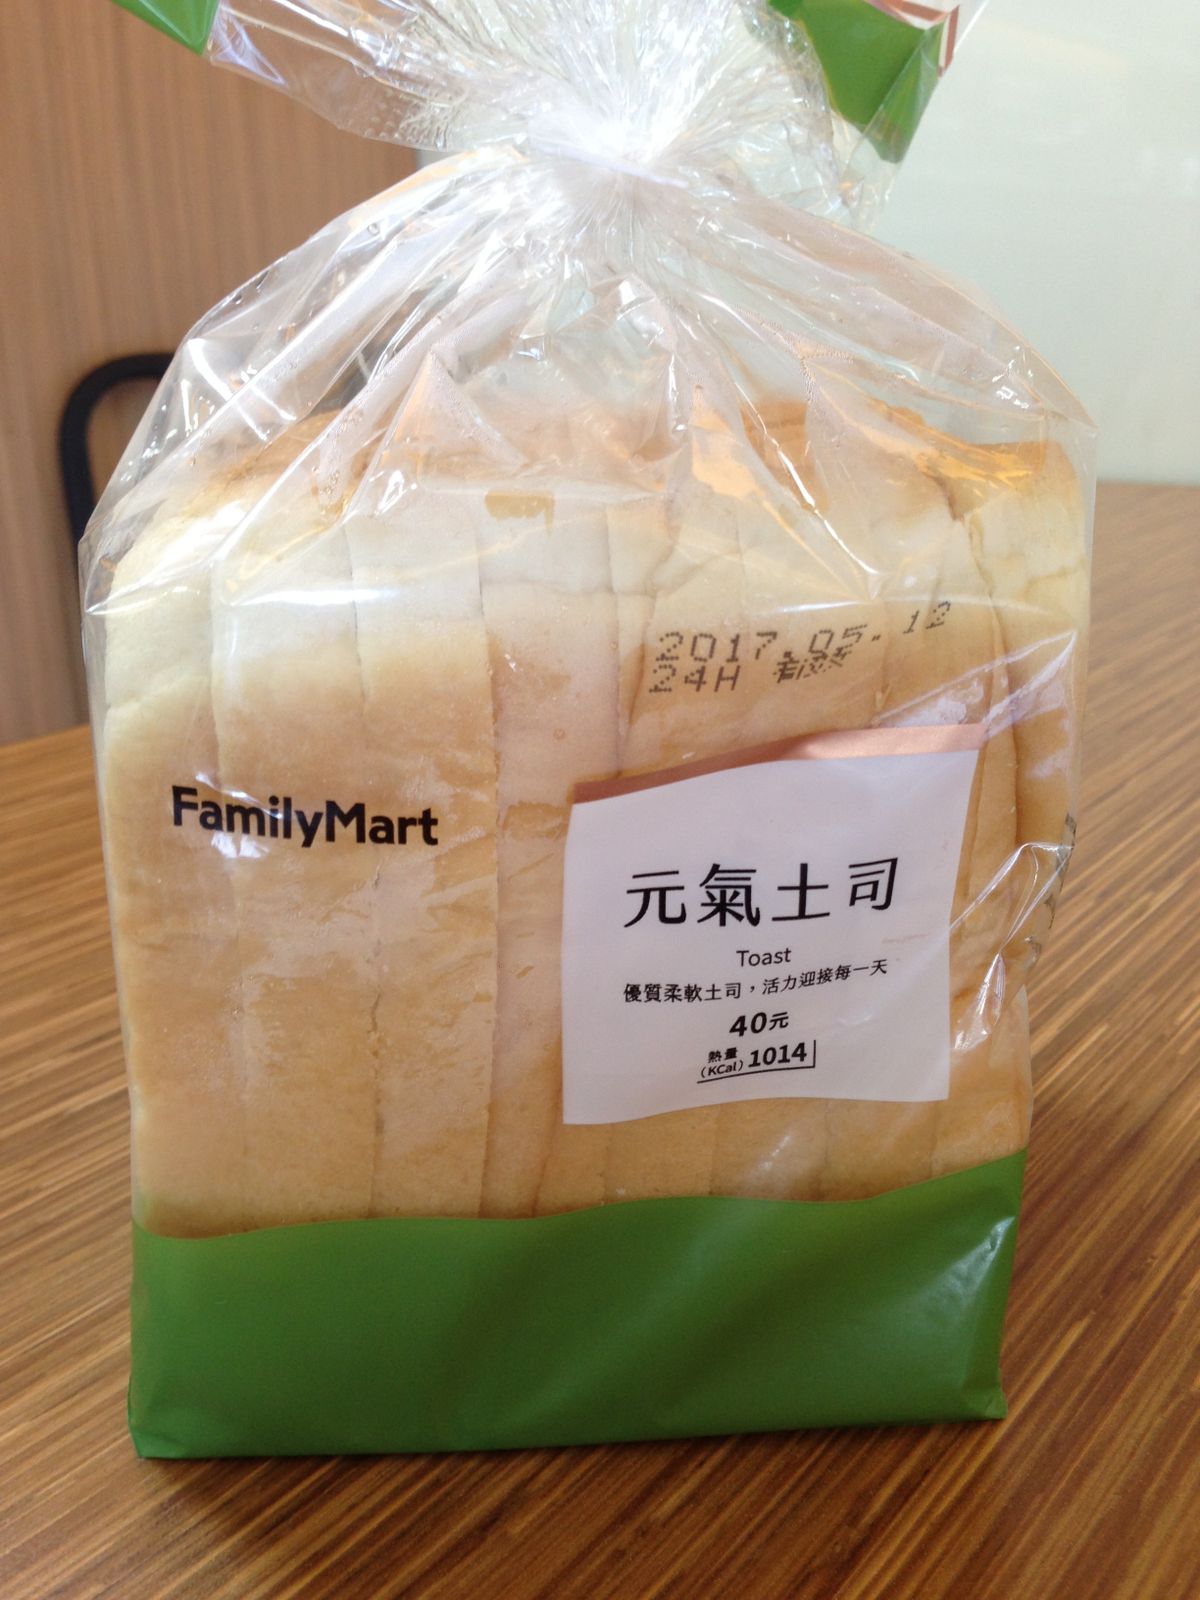 2017.05.12
24H
FamilyMart
元氣土司
Toast
優質柔軟土司，活力迎接每一天
40元
熱量
(KCal) 1014